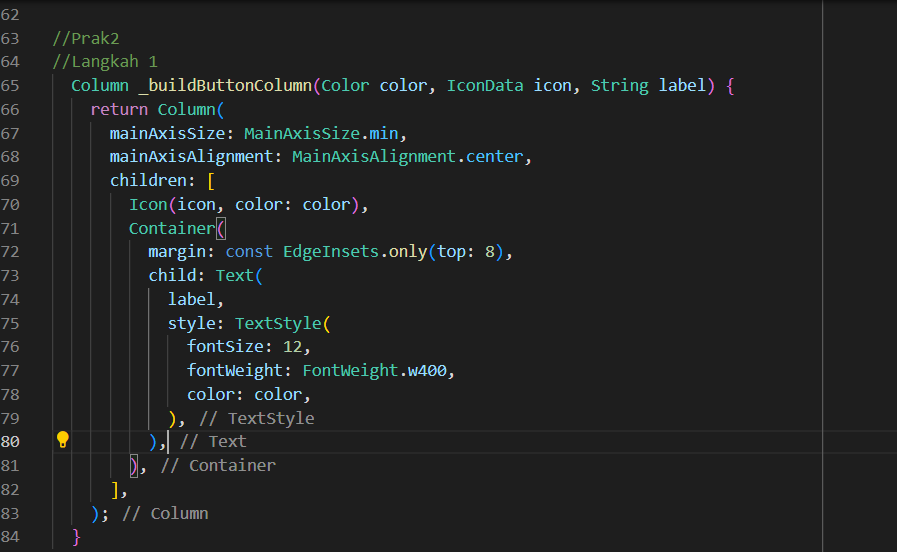 62
63 //Prak2
64 //Langkah 1
65 Column _buildButtonColumn(Color color, IconData icon, String label) {
66 return Column(
67 mainAxisSize: MainAxisSize.min,
68 mainAxisAlignment: MainAxisAlignment.center,
69 children: [
70 Icon(icon, color: color),
71 Container(
72 margin: const EdgeInsets.only(top: 8),
73 child: Text(
74 label,
75 style: TextStyle(
76 fontSize: 12,
77 fontWeight: FontWeight.w400,
78 color: color,
79 ), // TextStyle
80 ), // Text
81 ), // Container
82 ],
83 ); // Column
84 }